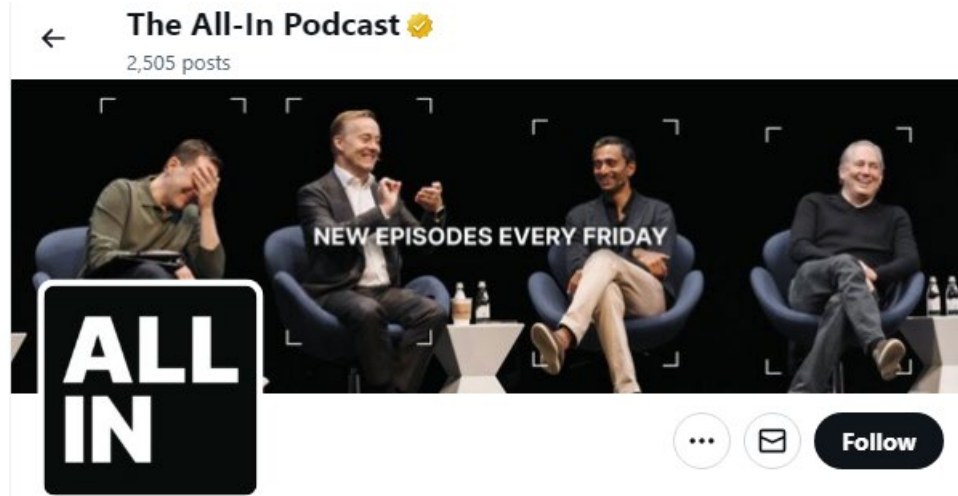 The All-In Podcast
2,505 posts
NEW EPISODES EVERY FRIDAY
ALL
IN
Follow